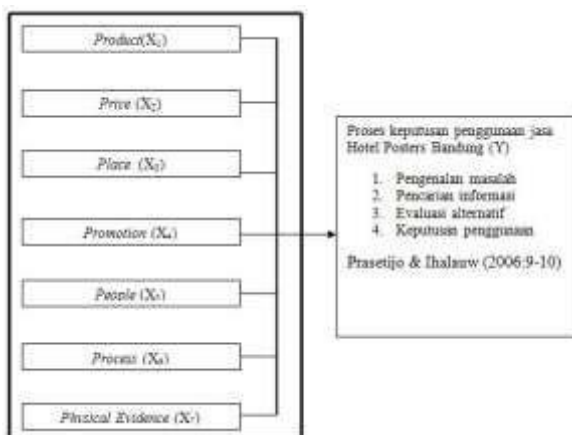 Product(X₁)
Price (X₂)
Place (X₃)
Promotion (X₄)
People (X₅)
Process (X₆)
Physical Evidence (X₇)
Proses keputusan penggunaan jasa
Hotel Posters Bandung (Y)
1. Pengenalan masalah
2. Pencarian informasi
3. Evaluasi alternatif
4. Keputusan penggunaan
Prasetijo & Ihalauw (2006:9-10)